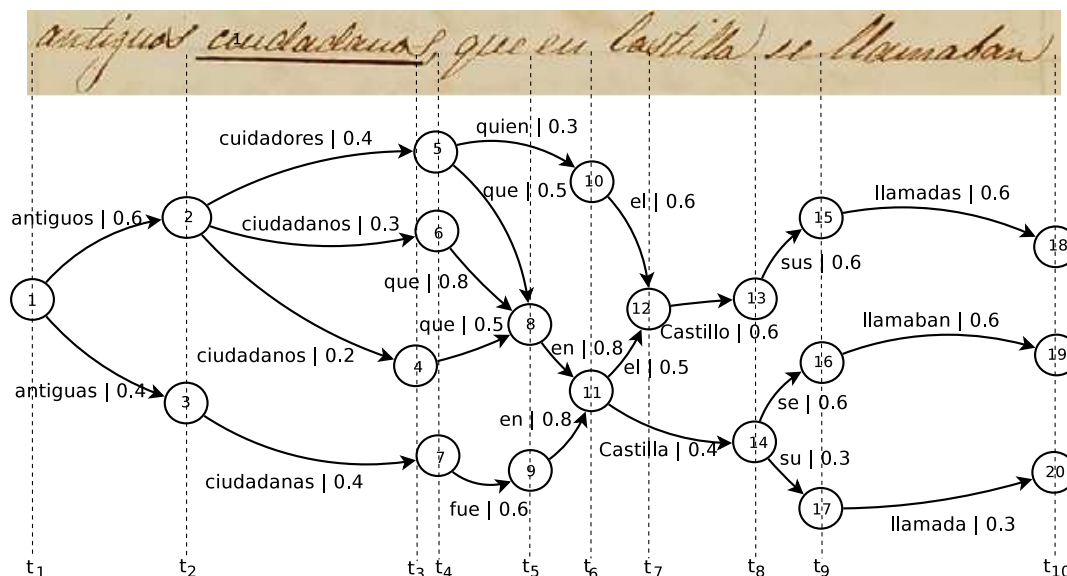 antiguos ciudadanos, que en Castilla se llamaban
cuidadores | 0.4
quien | 0.3
5
que | 0.5
10
llamadas | 0.6
antiguos | 0.6
2
ciudadanos | 0.3
6
el | 0.6
15
18
que | 0.8
sus | 0.6
1
12
13
que | 0.5
8
Castillo | 0.6
llamaban | 0.6
ciudadanos | 0.2
4
en | 0.8
el | 0.5
16
19
antiguas | 0.4
3
11
se | 0.6
en | 0.8
Castilla | 0.4
14
7
9
su | 0.3
20
ciudadanas | 0.4
fue | 0.6
17
llamada | 0.3
t1 t2 t3 t4 t5 t6 t7 t8 t9 t10